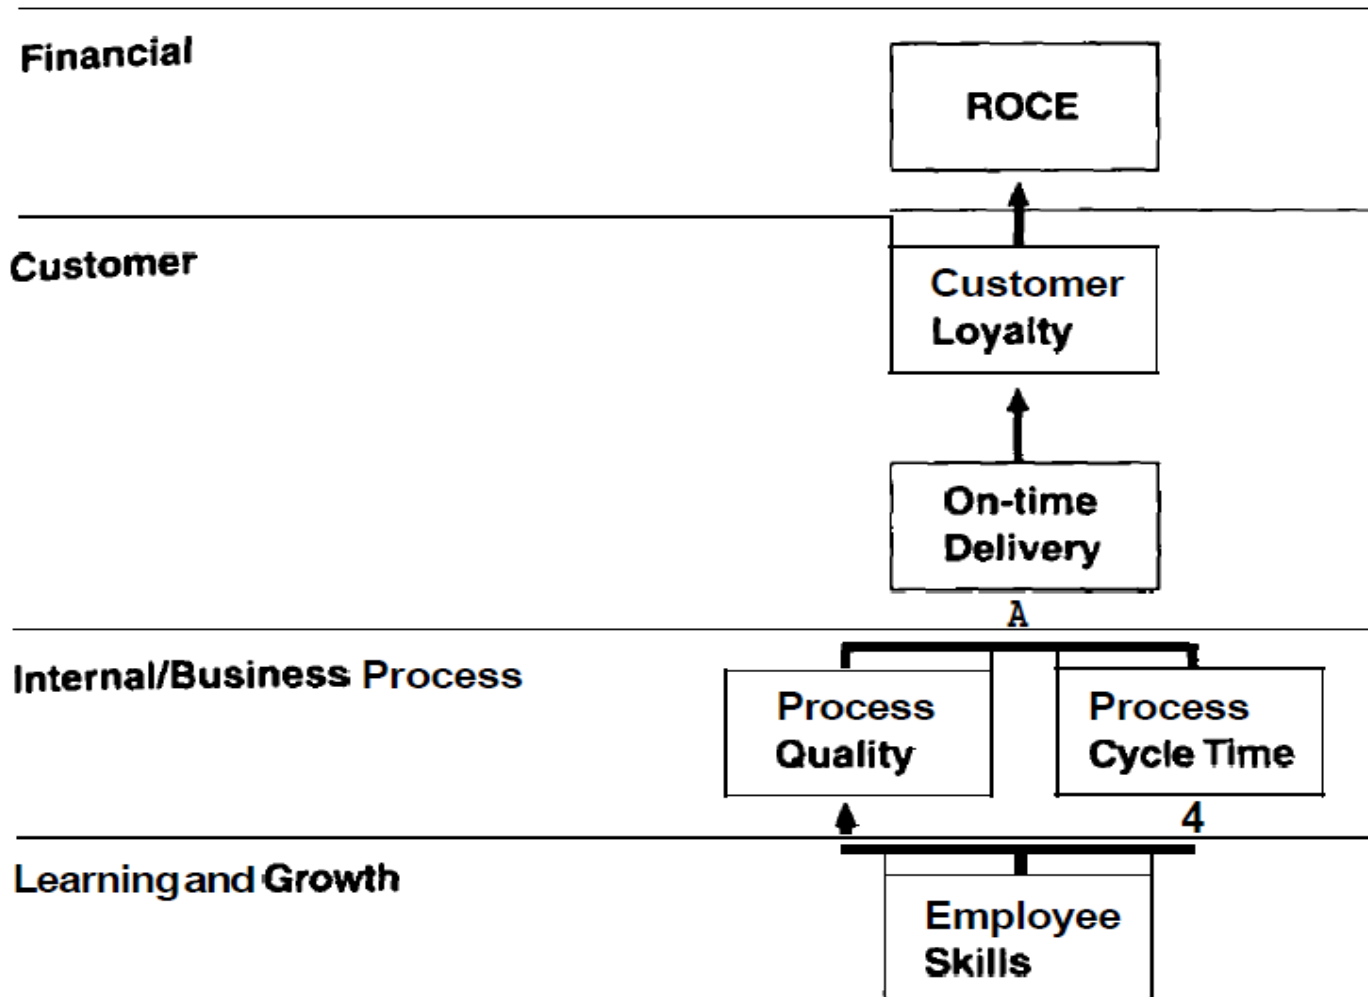 Financial
ROCE
Customer
Customer
Loyalty
On-time
Delivery
A
Internal/Business Process
Process
Quality
Process
Cycle Time
4
Learning and Growth
Employee
Skills